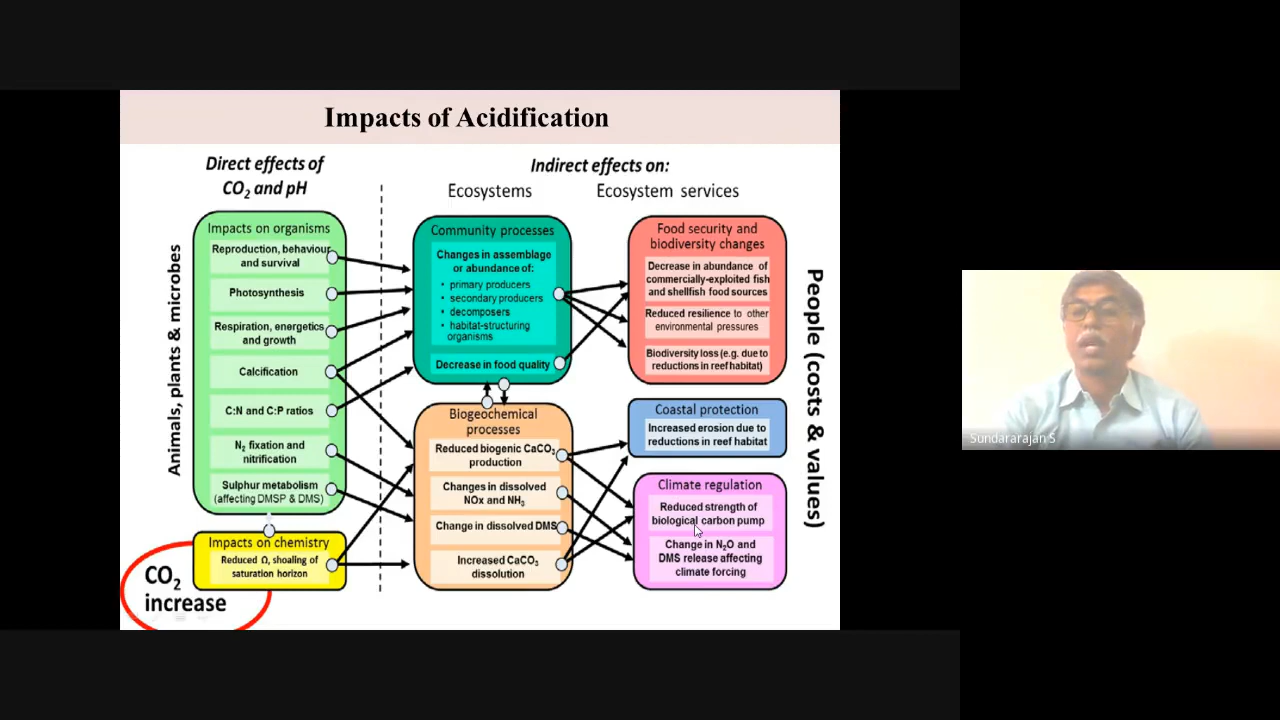 Impacts of Acidification
Direct effects of
CO₂ and pH
Indirect effects on:
Ecosystems
Ecosystem services
Animals, plants & microbes
Impacts on organisms
Reproduction, behaviour
and survival
Photosynthesis
Respiration, energetics
and growth
Calcification
C:N and C:P ratios
N₂ fixation and
nitrification
Sulphur metabolism
(affecting DMSP & DMS)
Impacts on chemistry
Reduced Ω, shoaling of
saturation horizon
CO₂
increase
Community processes
Changes in assemblage
or abundance of:
• primary producers
• secondary producers
• decomposers
• habitat-structuring
organisms
Decrease in food quality
Biogeochemical
processes
Reduced biogenic CaCO₃
production
Changes in dissolved
NOx and NH₃
Change in dissolved DMS
Increased CaCO₃
dissolution
Food security and
biodiversity changes
Decrease in abundance of
commercially-exploited fish
and shellfish food sources
Reduced resilience to other
environmental pressures
Biodiversity loss (e.g. due to
reductions in reef habitat)
Coastal protection
Increased erosion due to
reductions in reef habitat
Climate regulation
Reduced strength of
biological carbon pump
Change in N₂O and
DMS release affecting
climate forcing
People (costs & values)
Sundararajan S